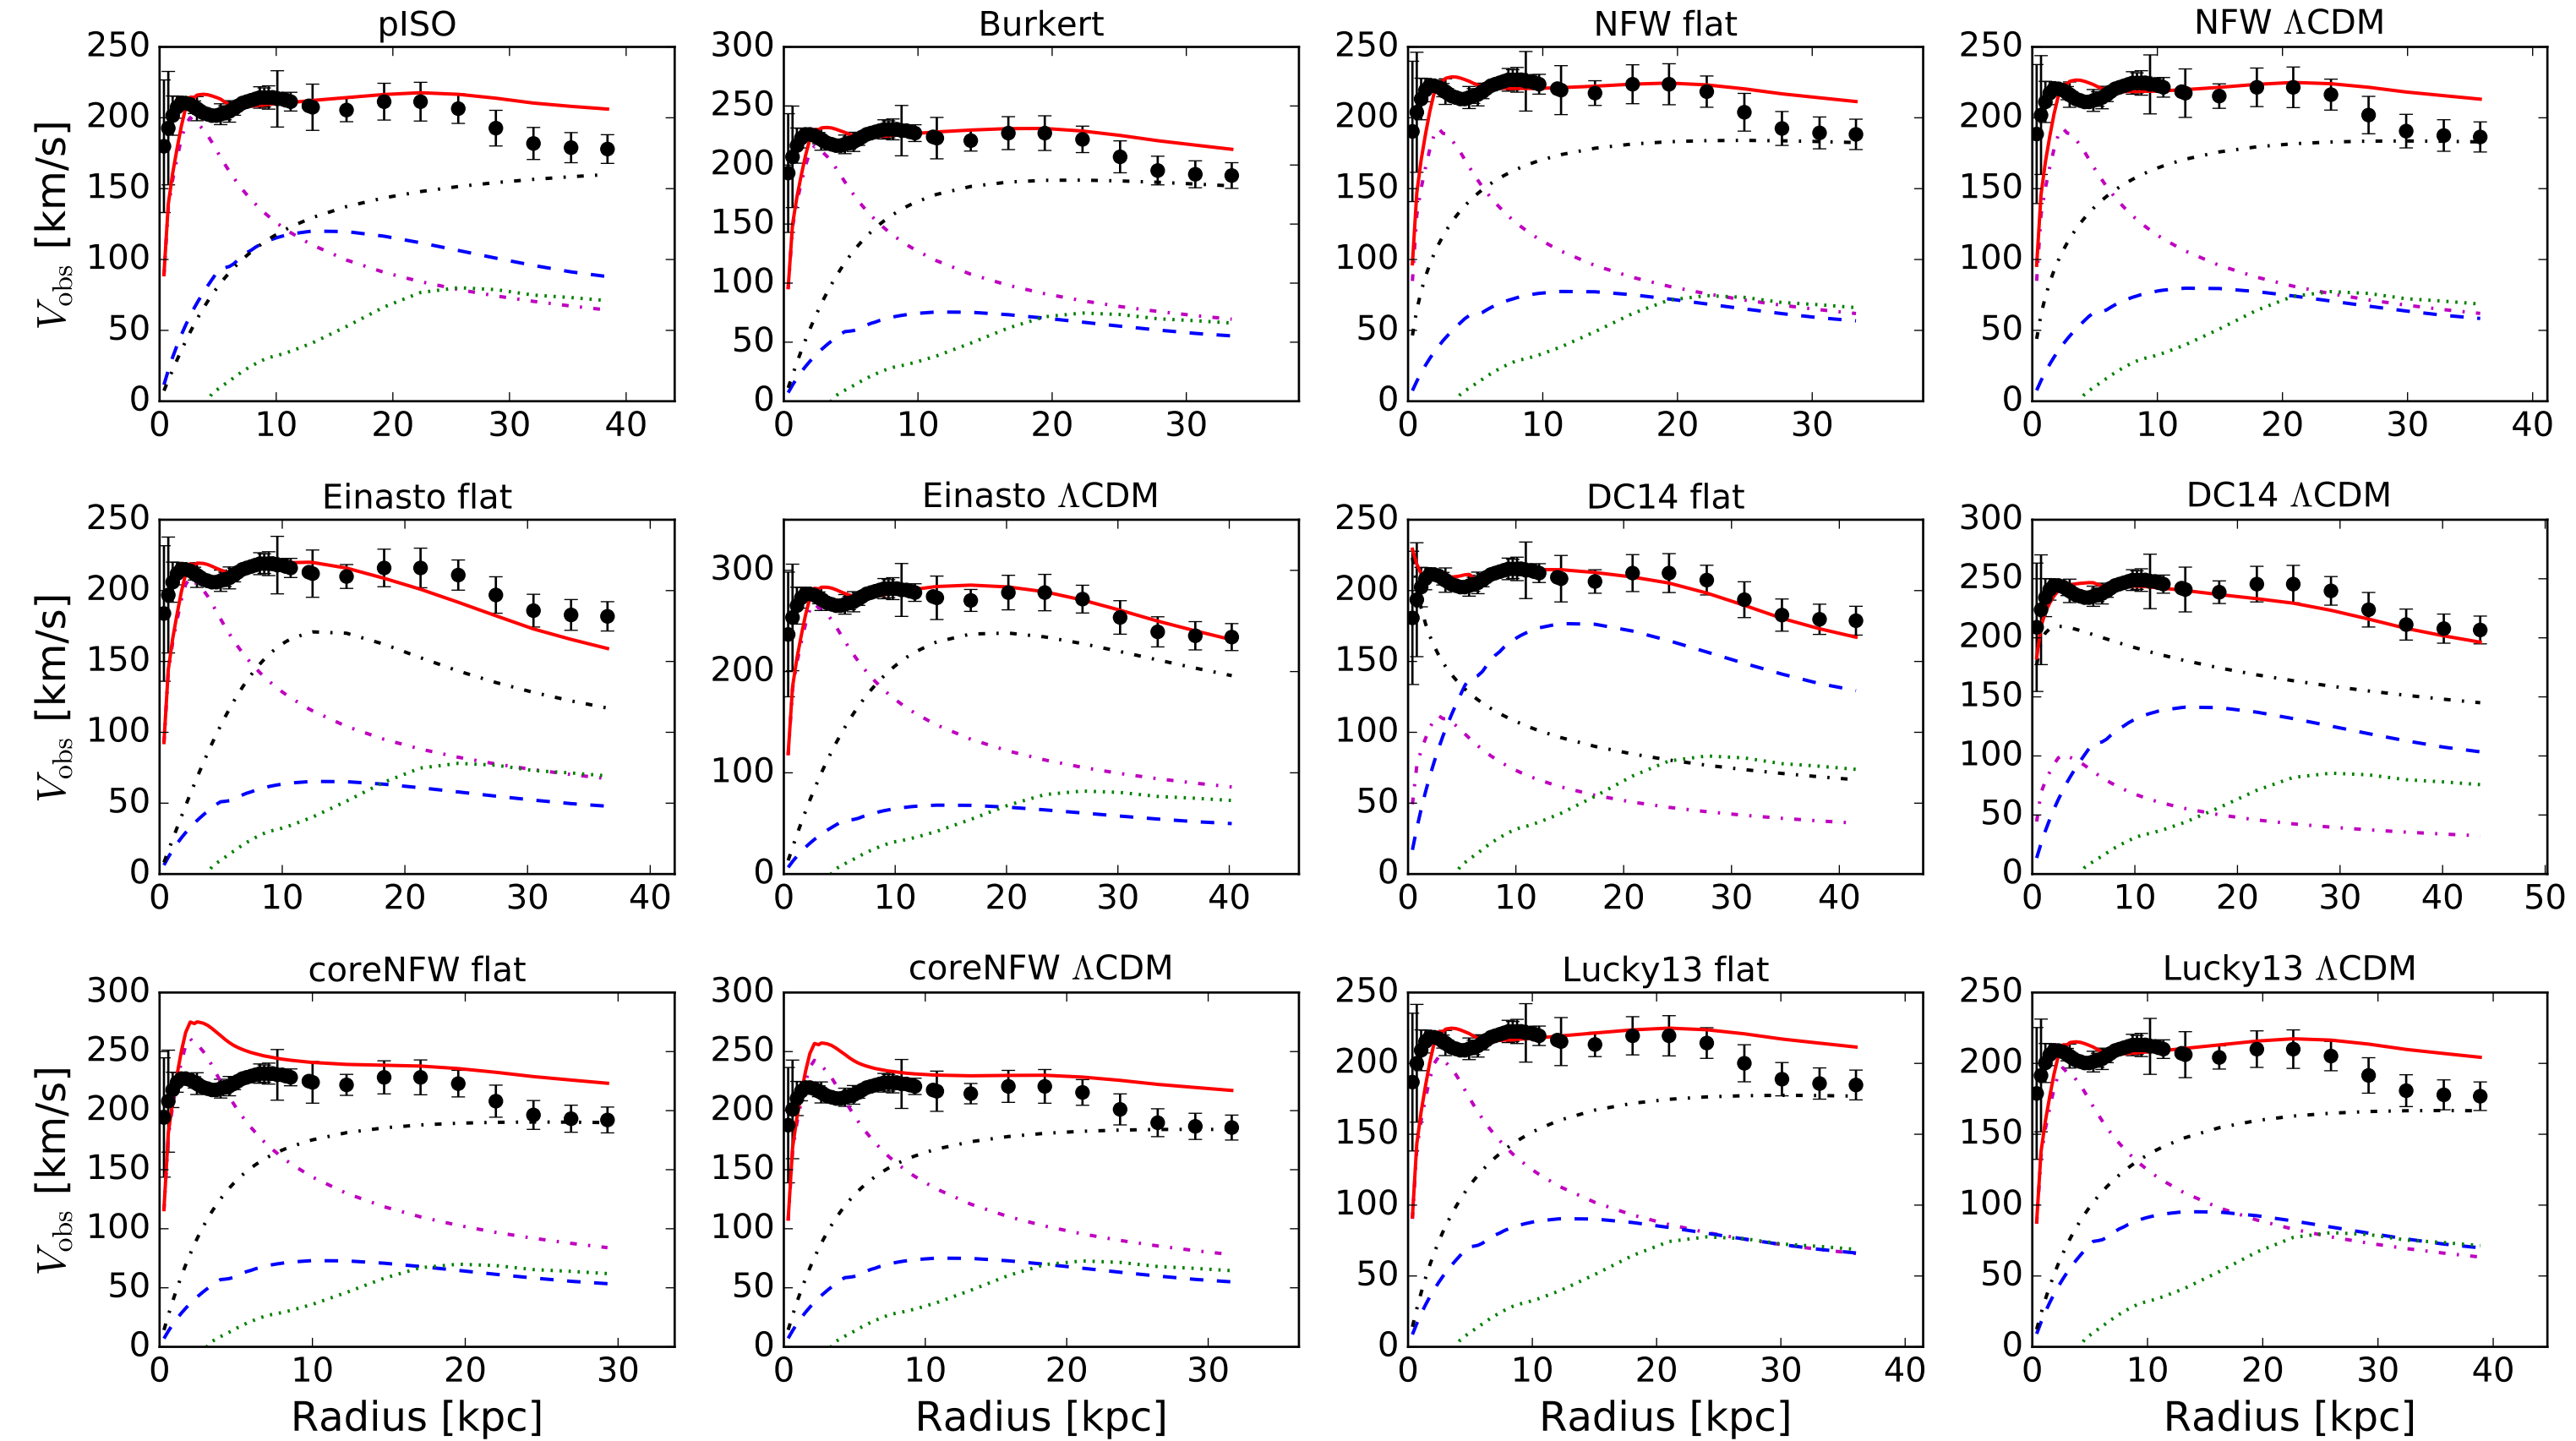 pISO Burkert NFW flat NFW ΛCDM
250 300 250 250
200 250 200 200
150 200 150 150
100 150 100 100
50 100 50 50
0 50 0 0
0
V_obs [km/s]
0 10 20 30 40 0 10 20 30 0 10 20 30 0 10 20 30 40
Einasto flat Einasto ΛCDM DC14 flat DC14 ΛCDM
250 300 250 300
200 200 200 250
150 100 150 200
100 0 100 150
50 50 100
0 0 50
0
V_obs [km/s]
0 10 20 30 40 0 10 20 30 40 0 10 20 30 40 0 10 20 30 40 50
coreNFW flat coreNFW ΛCDM Lucky13 flat Lucky13 ΛCDM
300 300 250 250
250 250 200 200
200 200 150 150
150 150 100 100
100 100 50 50
50 50 0 0
0 0
V_obs [km/s]
0 10 20 30 0 10 20 30 0 10 20 30 40 0 10 20 30 40
Radius [kpc] Radius [kpc] Radius [kpc] Radius [kpc]